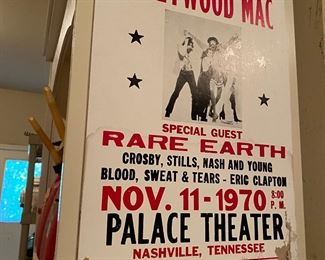 ETWOOD MAC
SPECIAL GUEST
RARE EARTH
CROSBY, STILLS, NASH AND YOUNG
BLOOD, SWEAT & TEARS - ERIC CLAPTON
NOV. 11-1970 8:00 P. M.
PALACE THEATER
NASHVILLE, TENNESSEE